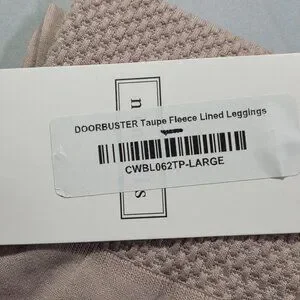 DOORBUSTER Taupe Fleece Lined Leggings
CWBL062TP-LARGE